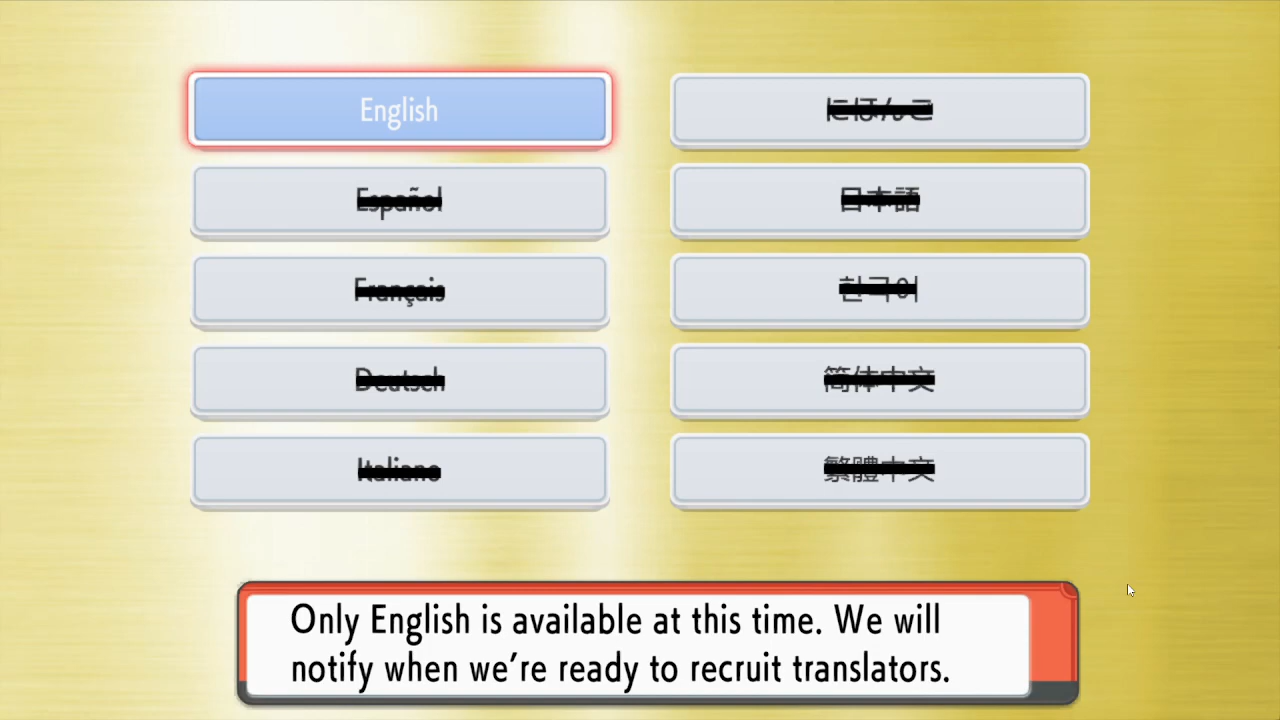 English
Español
Français
Deutsch
Italiano
にほんご
日本語
한국어
简体中文
繁體中文
Only English is available at this time. We will
notify when we're ready to recruit translators.